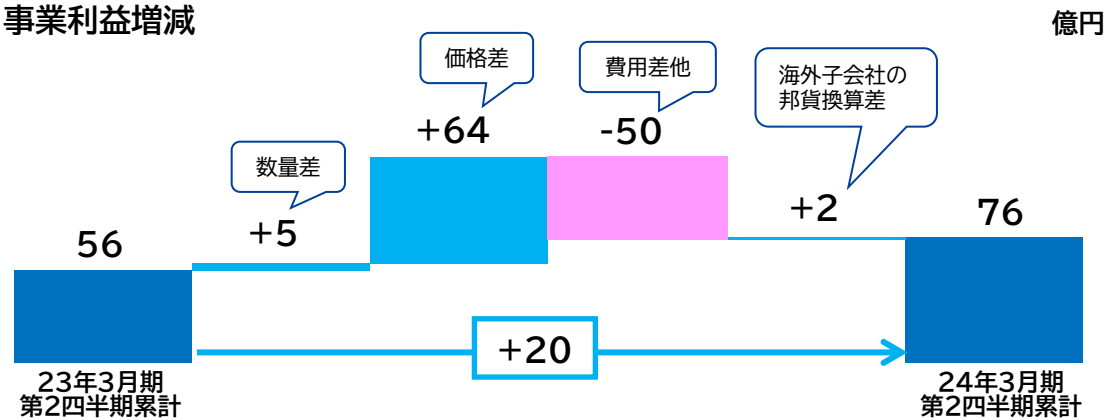 事業利益増減
億円
価格差
費用差他
海外子会社の
邦貨換算差
+64
-50
数量差
+5
+2
56
76
+20
23年3月期
第2四半期累計
24年3月期
第2四半期累計